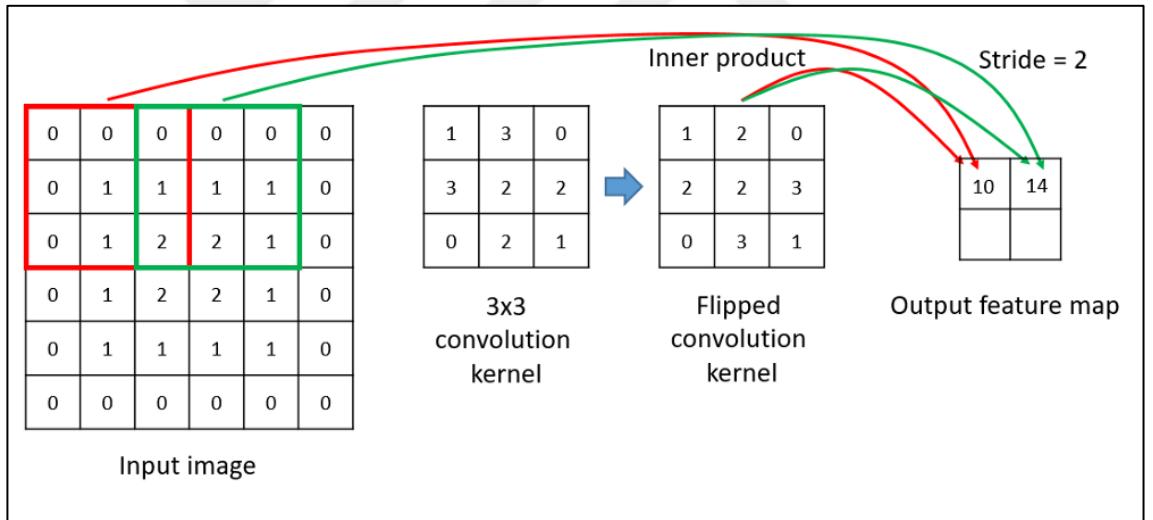 Inner product
Stride = 2
0 0 0 0 0 0
0 1 1 1 1 0
0 1 2 2 1 0
0 1 2 2 1 0
0 1 1 1 1 0
0 0 0 0 0 0
Input image
1 3 0
3 2 2
0 2 1
3x3
convolution
kernel
1 2 0
2 2 3
0 3 1
Flipped
convolution
kernel
10 14
Output feature map